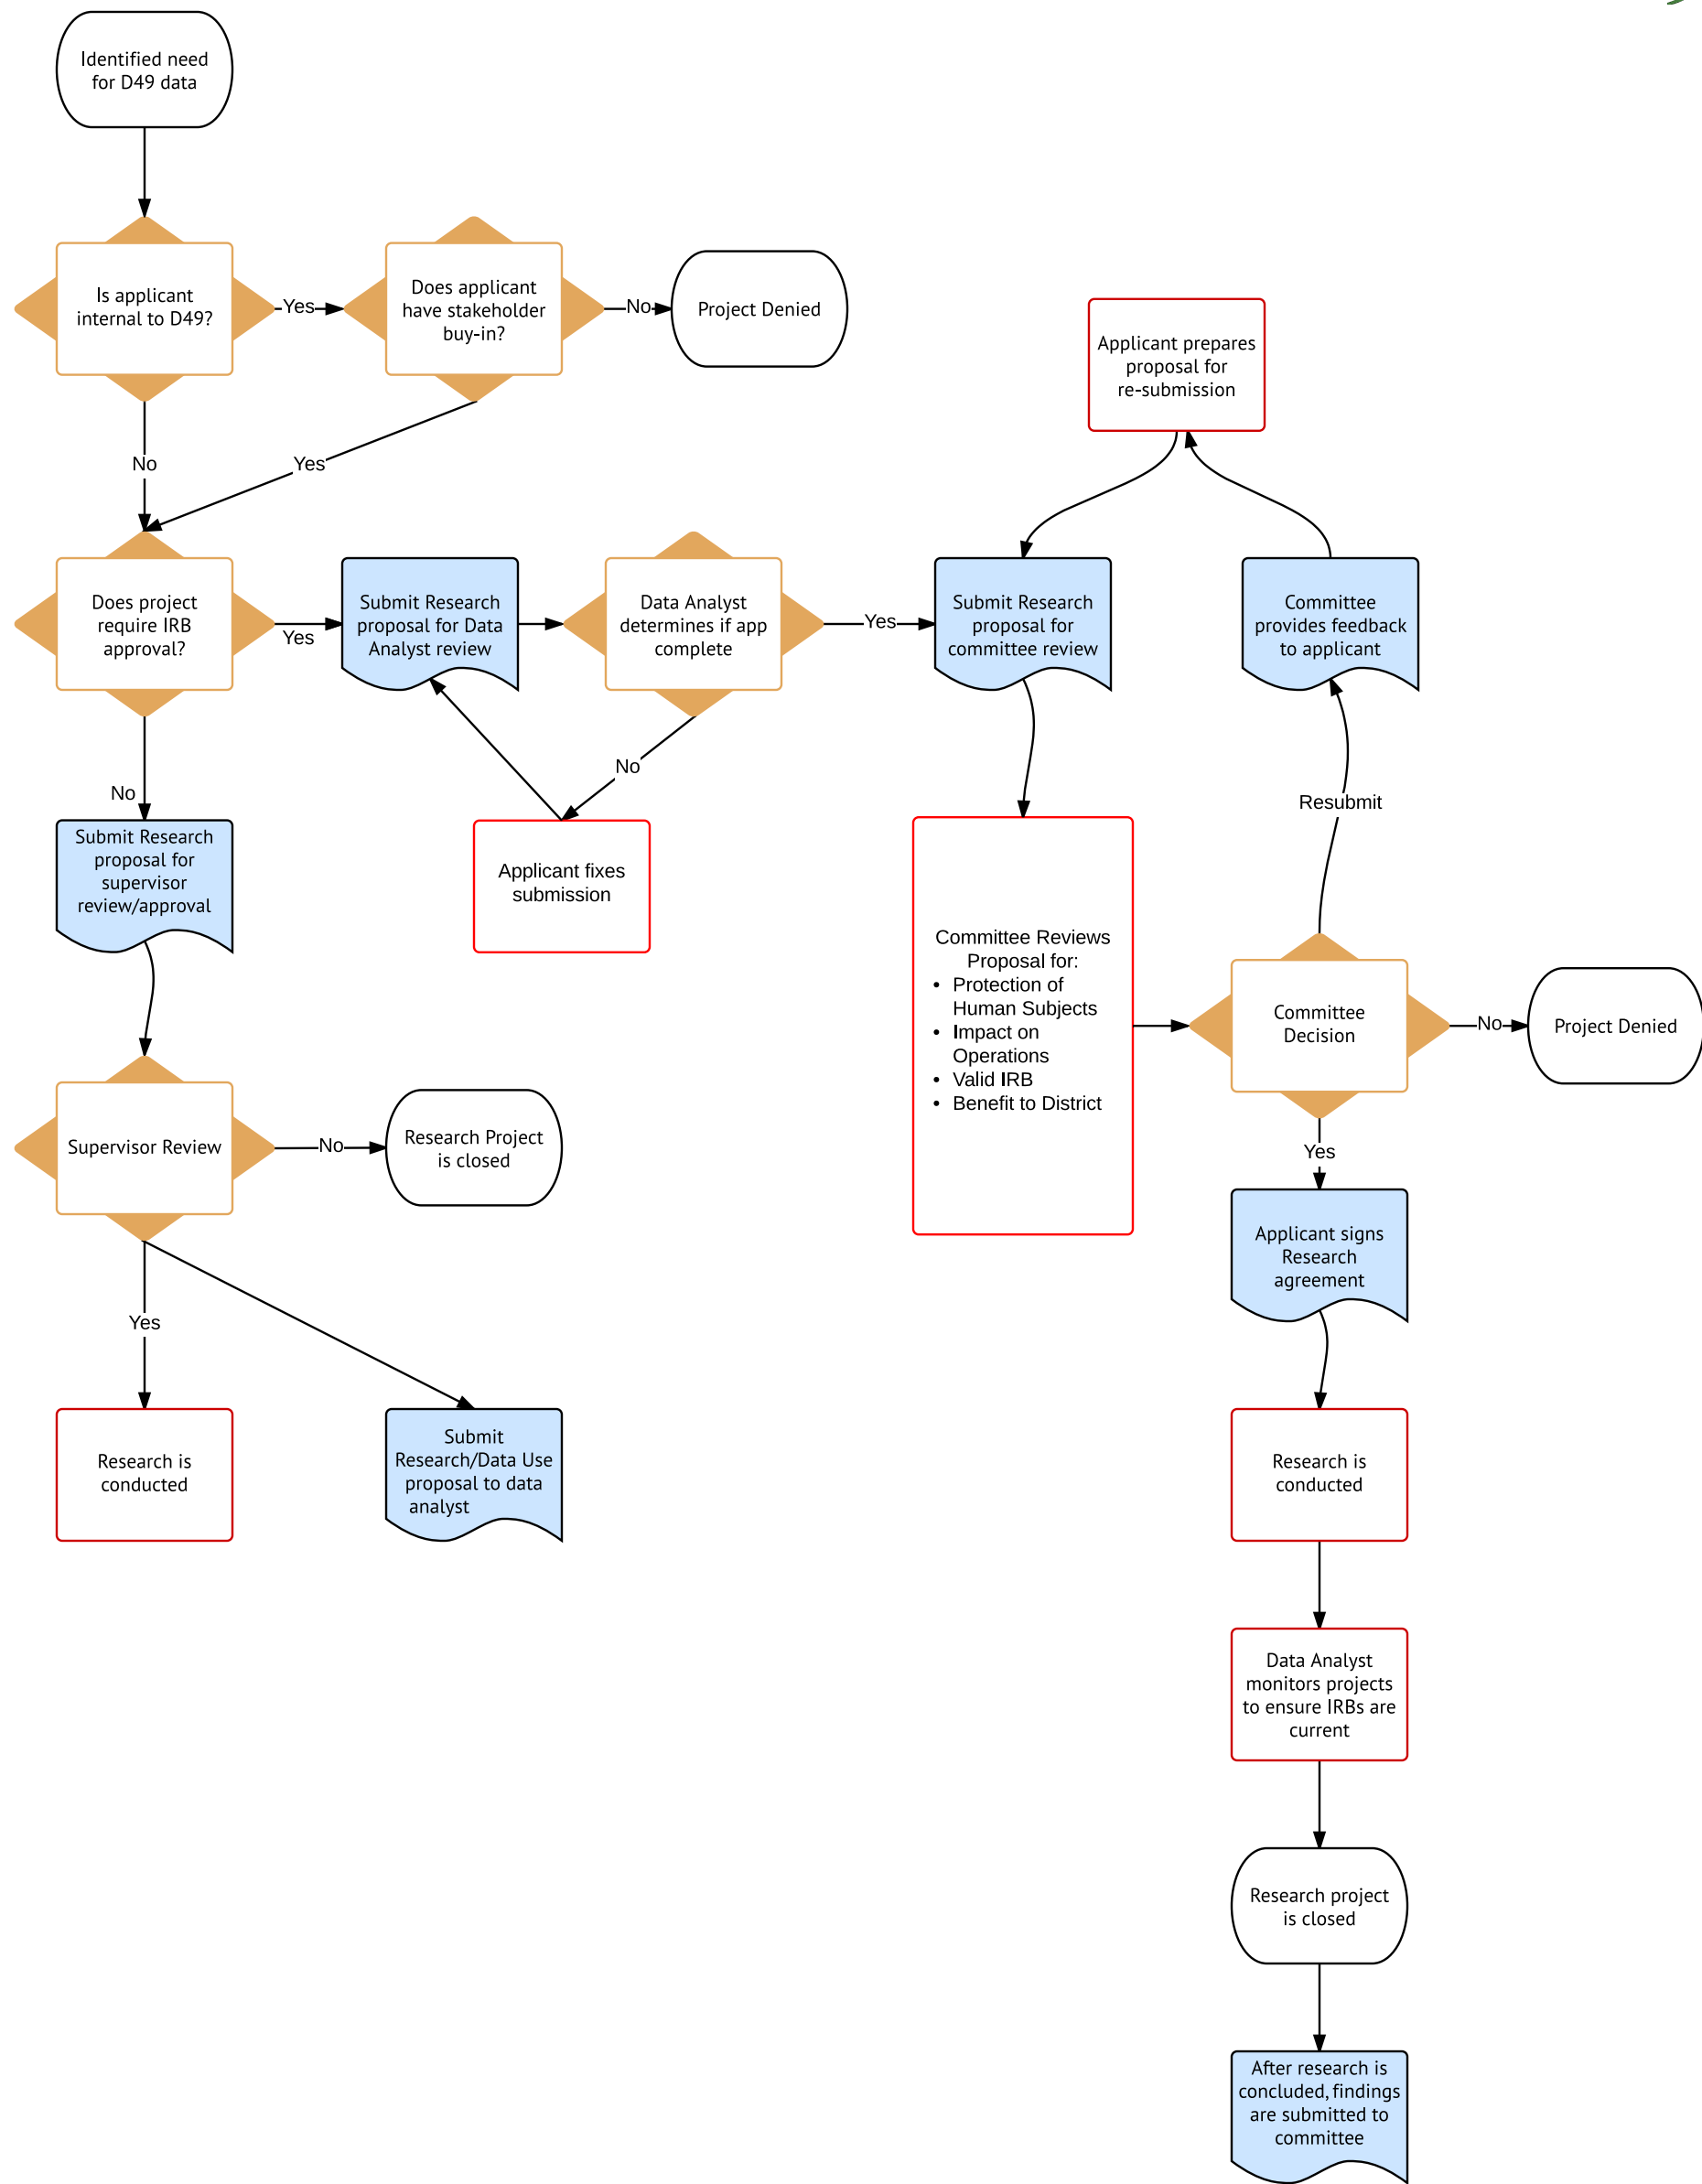 Identified need
for D49 data
Is applicant
internal to D49?
Yes
Does applicant
have stakeholder
buy-in?
No
Project Denied
No
Yes
Applicant prepares
proposal for
re-submission
Does project
require IRB
approval?
Yes
Submit Research
proposal for Data
Analyst review
Data Analyst
determines if app
complete
Yes
Submit Research
proposal for
committee review
Committee
provides feedback
to applicant
No
No
Resubmit
Submit Research
proposal for
supervisor
review/approval
Applicant fixes
submission
Committee Reviews
Proposal for:
• Protection of
Human Subjects
• Impact on
Operations
• Valid IRB
• Benefit to District
Committee
Decision
No
Project Denied
Supervisor Review
No
Research Project
is closed
Yes
Applicant signs
Research
agreement
Yes
Research is
conducted
Submit
Research/Data Use
proposal to data
analyst
Research is
conducted
Data Analyst
monitors projects
to ensure IRBs are
current
Research project
is closed
After research is
concluded, findings
are submitted to
committee